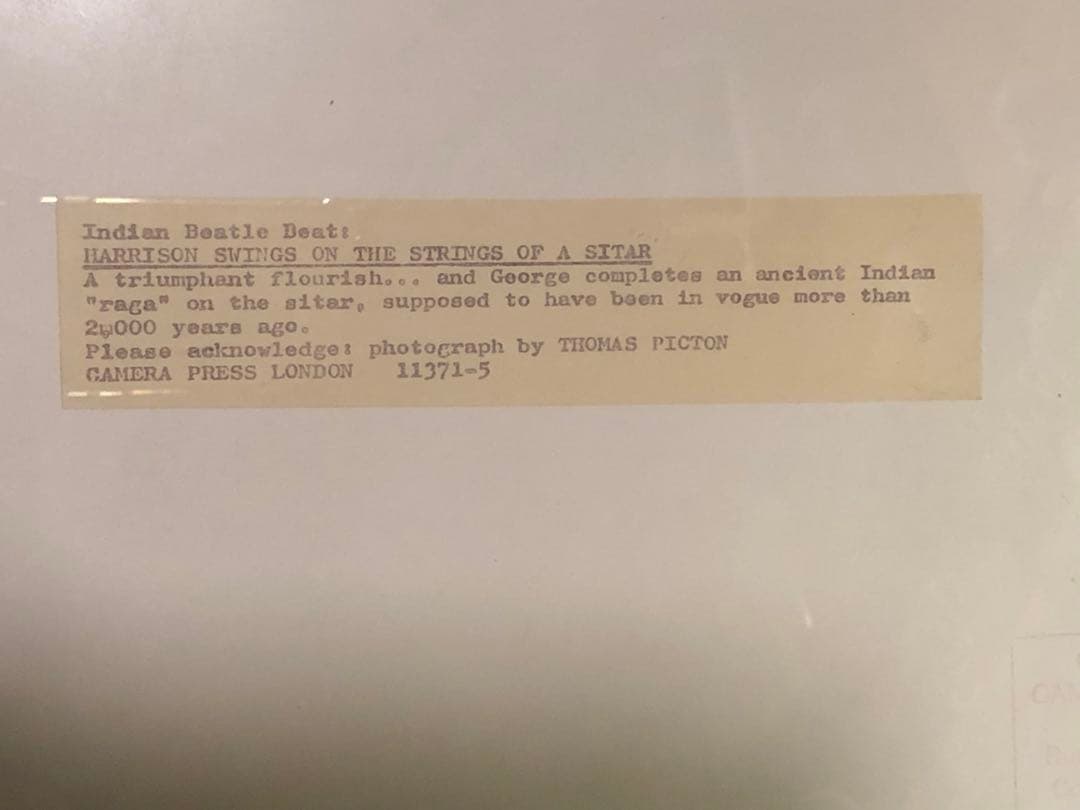 Indian Beatle Beat:
HARRISON SWINGS ON THE STRINGS OF A SITAR
A triumphant flourish... and George completes an ancient Indian
"raga" on the sitar, supposed to have been in vogue more than
2,000 years ago.
Please acknowledge: photograph by THOMAS PICTON
CAMERA PRESS LONDON 11371-5